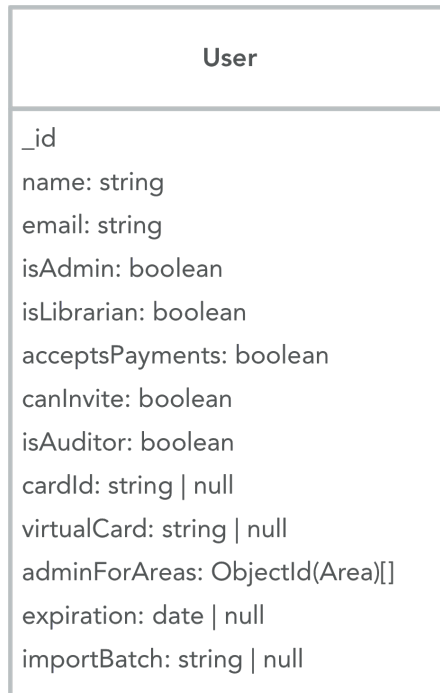 User
_id
name: string
email: string
isAdmin: boolean
isLibrarian: boolean
acceptsPayments: boolean
canInvite: boolean
isAuditor: boolean
cardId: string | null
virtualCard: string | null
adminForAreas: ObjectId(Area)[]
expiration: date | null
importBatch: string | null